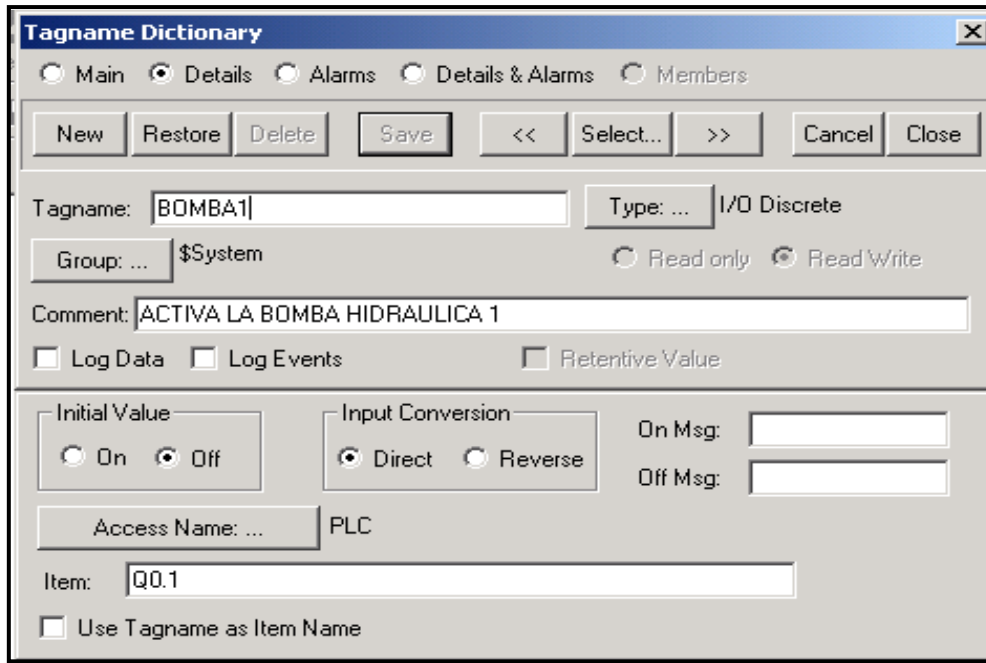 Tagname Dictionary
Main Details Alarms Details & Alarms Members
New Restore Delete Save << Select... >> Cancel Close
Tagname: BOMBA1 Type: ... I/O Discrete
Group: ... $System Read only Read Write
Comment: ACTIVA LA BOMBA HIDRAULICA 1
Log Data Log Events Retentive Value
Initial Value Input Conversion On Msg:
On Off Direct Reverse Off Msg:
Access Name: ... PLC
Item: Q0.1
Use Tagname as Item Name